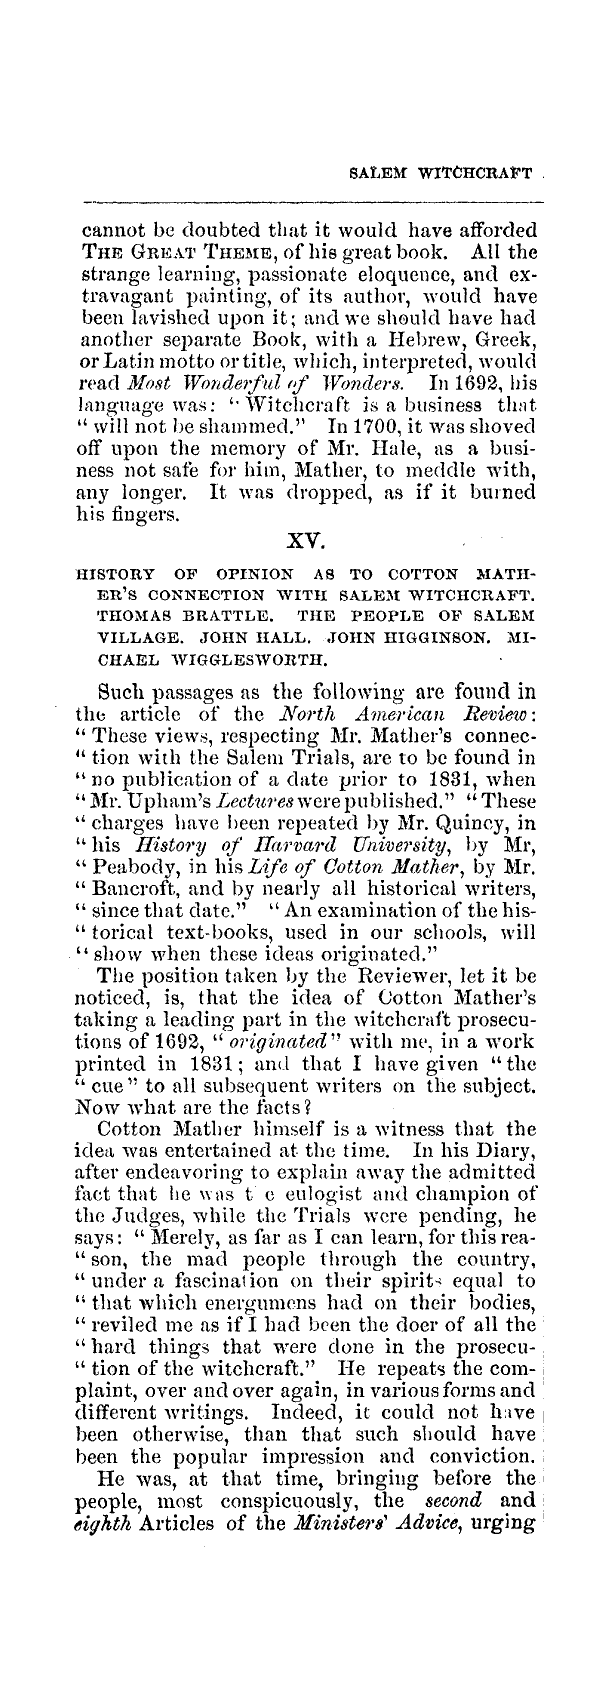 SALEM WITCHCRAFT
cannot be doubted that it would have afforded
THE GREAT THEME, of his great book. All the
strange learning, passionate eloquence, and ex-
travagant painting, of its author, would have
been lavished upon it; and we should have had
another separate Book, with a Hebrew, Greek,
or Latin motto or title, which, interpreted, would
read Most Wonderful of Wonders. In 1692, his
language was: "Witchcraft is a business that
"will not be shammed." In 1700, it was shoved
off upon the memory of Mr. Hale, as a busi-
ness not safe for him, Mather, to meddle with,
any longer. It was dropped, as if it burned
his fingers.
XV.
HISTORY OF OPINION AS TO COTTON MATH-
ER'S CONNECTION WITH SALEM WITCHCRAFT.
THOMAS BRATTLE. THE PEOPLE OF SALEM
VILLAGE. JOHN HALL. JOHN HIGGINSON. MI-
CHAEL WIGGLESWORTH.
Such passages as the following are found in
the article of the North American Review:
"These views, respecting Mr. Mather's connec-
"tion with the Salem Trials, are to be found in
"no publication of a date prior to 1831, when
"Mr. Upham's Lectures were published." "These
"charges have been repeated by Mr. Quincy, in
"his History of Harvard University, by Mr,
"Peabody, in his Life of Cotton Mather, by Mr.
"Bancroft, and by nearly all historical writers,
"since that date." "An examination of the his-
"torical text-books, used in our schools, will
"show when these ideas originated."
The position taken by the Reviewer, let it be
noticed, is, that the idea of Cotton Mather's
taking a leading part in the witchcraft prosecu-
tions of 1692, "originated" with me, in a work
printed in 1831; and that I have given "the
"cue" to all subsequent writers on the subject.
Now what are the facts?
Cotton Mather himself is a witness that the
idea was entertained at the time. In his Diary,
after endeavoring to explain away the admitted
fact that he was t e eulogist and champion of
the Judges, while the Trials were pending, he
says: "Merely, as far as I can learn, for this rea-
"son, the mad people through the country,
"under a fascination on their spirits equal to
"that which energumens had on their bodies,
"reviled me as if I had been the doer of all the
"hard things that were done in the prosecu-
"tion of the witchcraft." He repeats the com-
plaint, over and over again, in various forms and
different writings. Indeed, it could not have
been otherwise, than that such should have
been the popular impression and conviction.
He was, at that time, bringing before the
people, most conspicuously, the second and
eighth Articles of the Ministers' Advice, urging